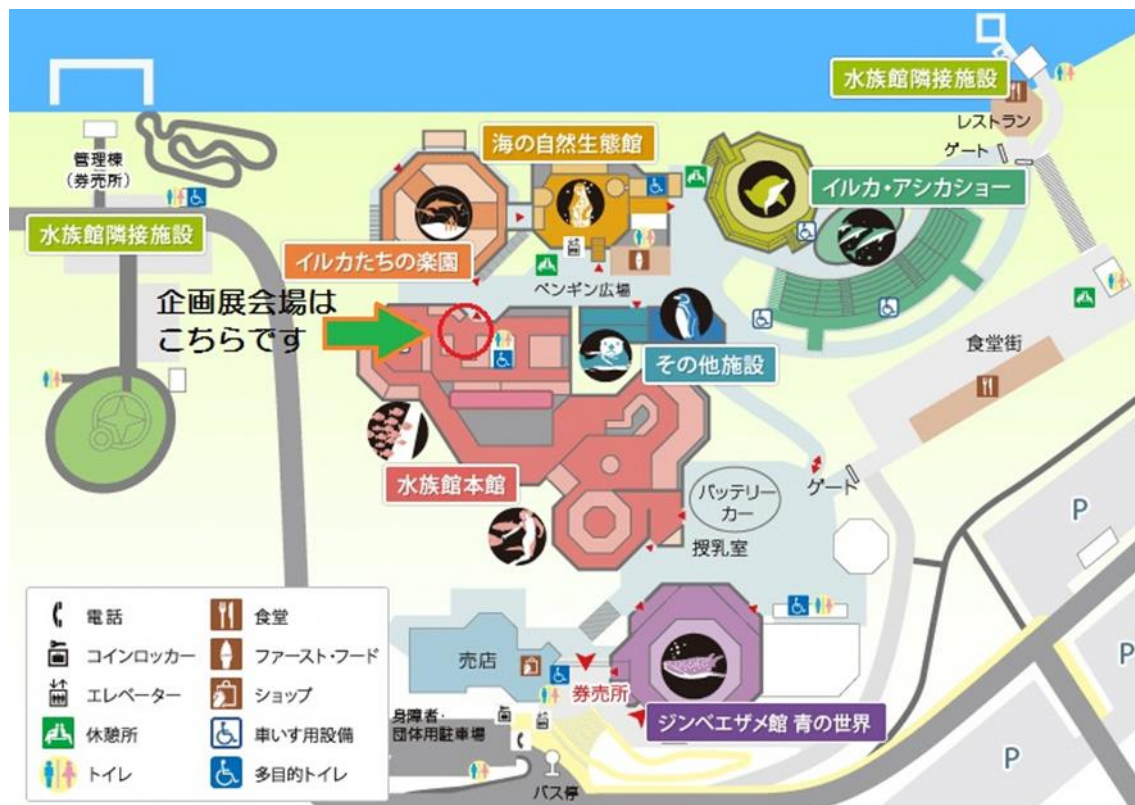 水族館隣接施設
レストラン
ゲート
海の自然生態館
管理棟
(券売所)
イルカ・アシカショー
水族館隣接施設
イルカたちの楽園
ペンギン広場
企画展会場は
こちらです
その他施設
食堂街
水族館本館
バッテリー
カー
ゲート
授乳室
P
売店
券売所
P
身障者・
団体用駐車場
ジンベエザメ館 青の世界
P
バス停
電話
食堂
コインロッカー
ファースト・フード
エレベーター
ショップ
休憩所
車いす用設備
トイレ
多目的トイレ